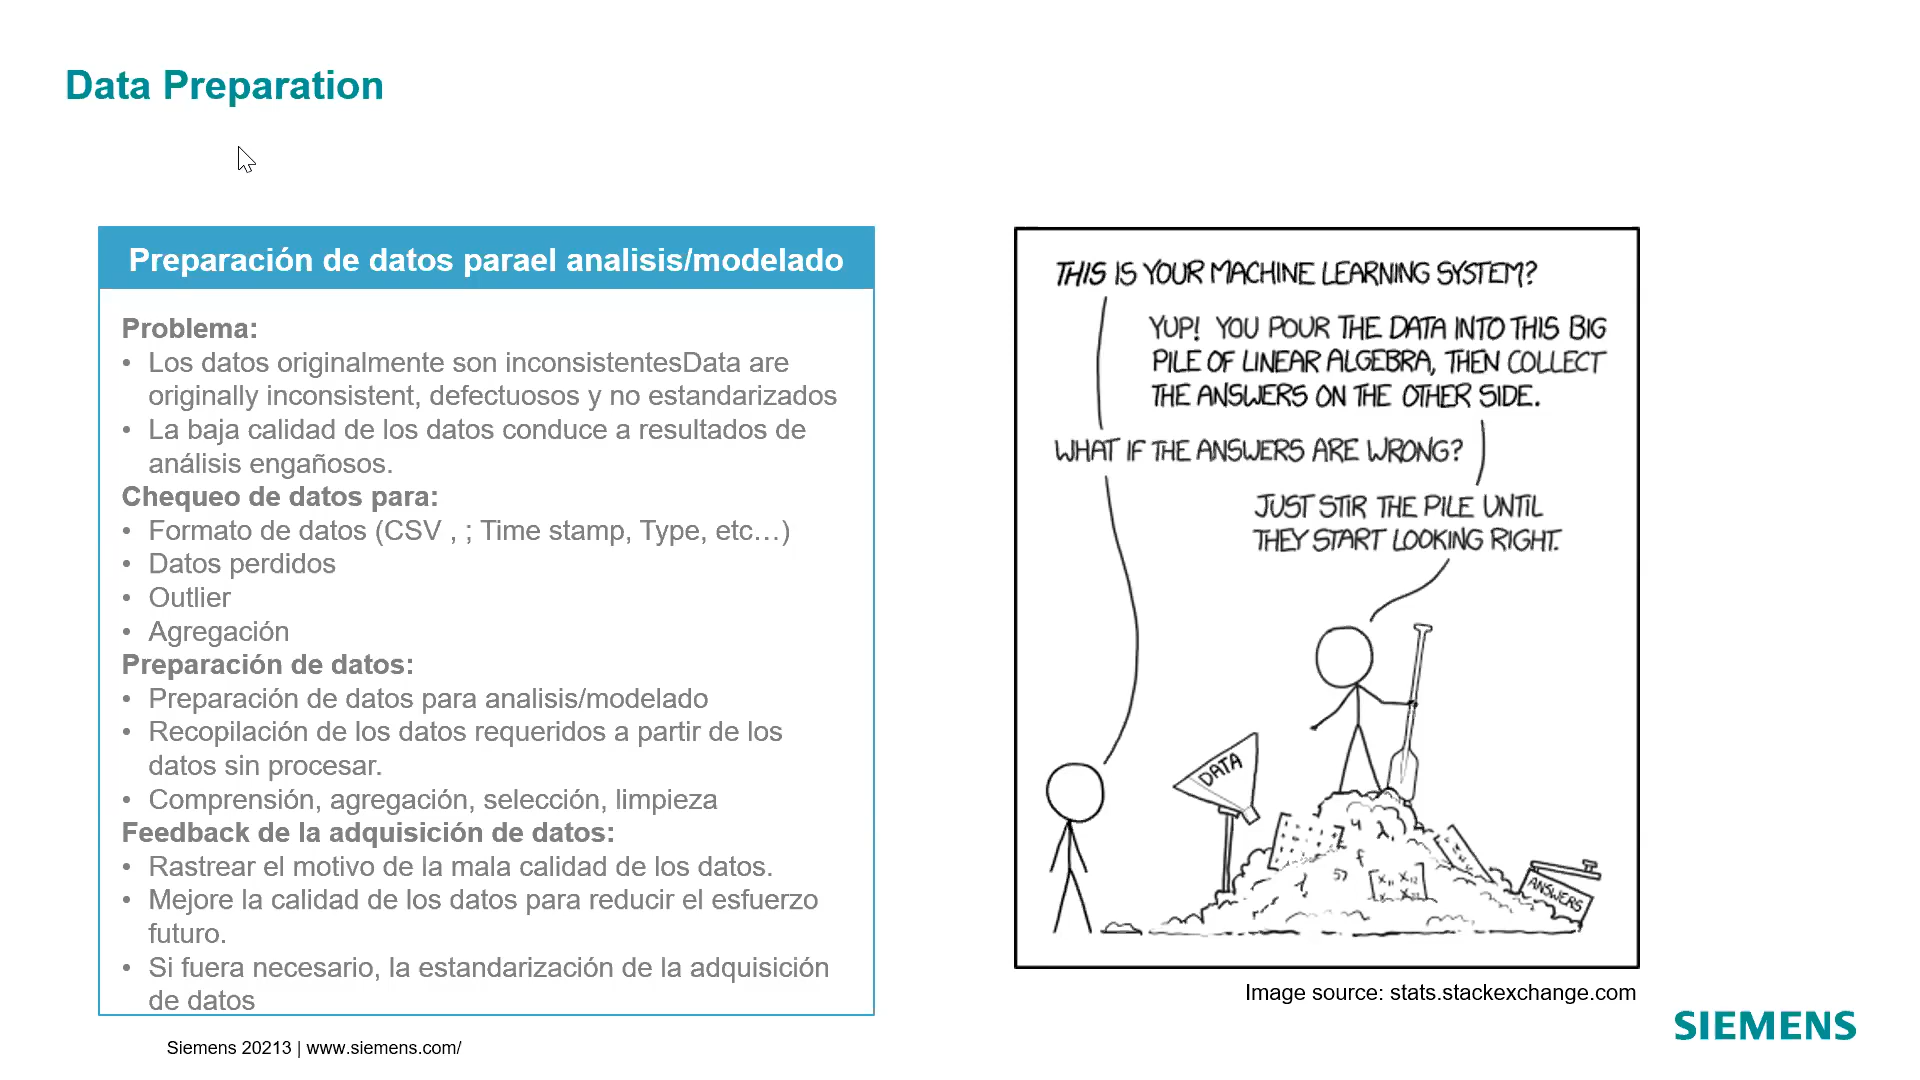 Data Preparation
Preparación de datos parael analisis/modelado
Problema:
• Los datos originalmente son inconsistentesData are
originally inconsistent, defectuosos y no estandarizados
• La baja calidad de los datos conduce a resultados de
análisis engañosos.
Chequeo de datos para:
• Formato de datos (CSV , ; Time stamp, Type, etc…)
• Datos perdidos
• Outlier
• Agregación
Preparación de datos:
• Preparación de datos para analisis/modelado
• Recopilación de los datos requeridos a partir de los
datos sin procesar.
• Comprensión, agregación, selección, limpieza
Feedback de la adquisición de datos:
• Rastrear el motivo de la mala calidad de los datos.
• Mejore la calidad de los datos para reducir el esfuerzo
futuro.
• Si fuera necesario, la estandarización de la adquisición
de datos
THIS IS YOUR MACHINE LEARNING SYSTEM?
YUP! YOU POUR THE DATA INTO THIS BIG
PILE OF LINEAR ALGEBRA, THEN COLLECT
THE ANSWERS ON THE OTHER SIDE.
WHAT IF THE ANSWERS ARE WRONG?
JUST STIR THE PILE UNTIL
THEY START LOOKING RIGHT.
DATA
ANSWERS
Image source: stats.stackexchange.com
SIEMENS
Siemens 20213 | www.siemens.com/